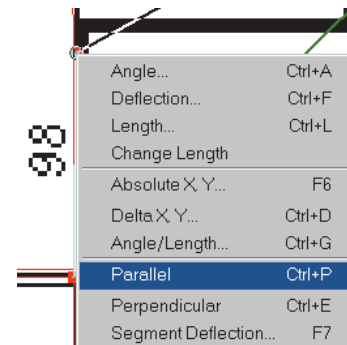 98
Angle... Ctrl+A
Deflection... Ctrl+F
Length... Ctrl+L
Change Length
Absolute X, Y... F6
Delta X, Y... Ctrl+D
Angle/Length... Ctrl+G
Parallel Ctrl+P
Perpendicular Ctrl+E
Segment Deflection... F7